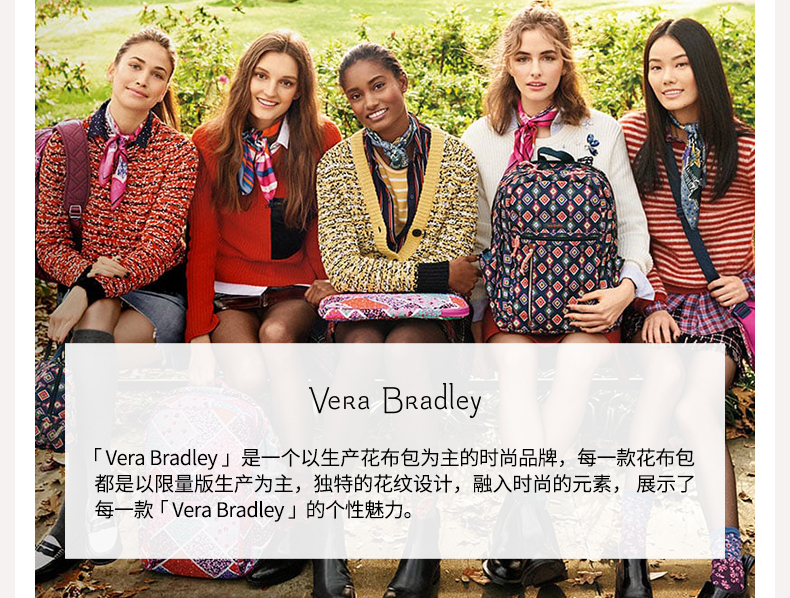 Vera Bradley
「Vera Bradley」是一个以生产花布包为主的时尚品牌，每一款花布包
都是以限量版生产为主，独特的花纹设计，融入时尚的元素， 展示了
每一款「Vera Bradley」的个性魅力。